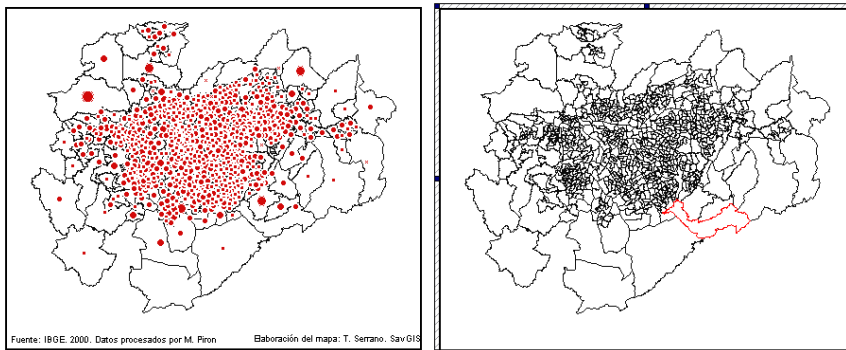 Fuente: IBGE. 2000. Datos procesados por M. Piron Elaboración del mapa: T. Serrano. SavGIS